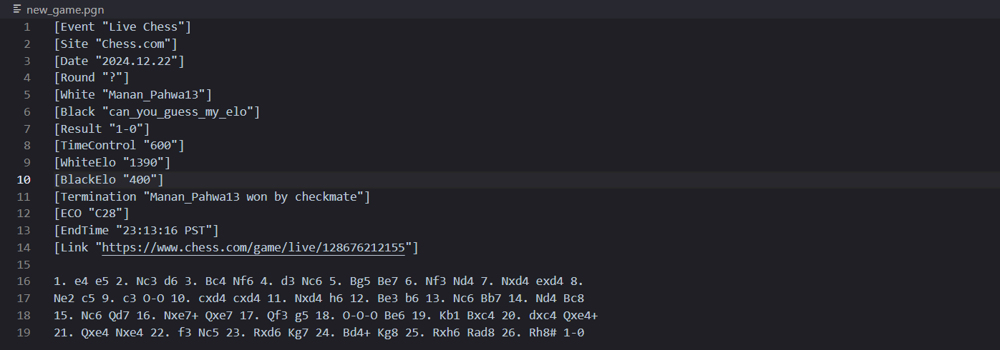 new_game.pgn
1 [Event "Live Chess"]
2 [Site "Chess.com"]
3 [Date "2024.12.22"]
4 [Round "?"]
5 [White "Manan_Pahwa13"]
6 [Black "can_you_guess_my_elo"]
7 [Result "1-0"]
8 [TimeControl "600"]
9 [WhiteElo "1390"]
10 [BlackElo "400"]
11 [Termination "Manan_Pahwa13 won by checkmate"]
12 [ECO "C28"]
13 [EndTime "23:13:16 PST"]
14 [Link "https://www.chess.com/game/live/128676212155"]
15
16 1. e4 e5 2. Nc3 d6 3. Bc4 Nf6 4. d3 Nc6 5. Bg5 Be7 6. Nf3 Nd4 7. Nxd4 exd4 8.
17 Ne2 c5 9. c3 O-O 10. cxd4 cxd4 11. Nxd4 h6 12. Be3 b6 13. Nc6 Bb7 14. Nd4 Bc8
18 15. Nc6 Qd7 16. Nxe7+ Qxe7 17. Qf3 g5 18. O-O-O Be6 19. Kb1 Bxc4 20. dxc4 Qxe4+
19 21. Qxe4 Nxe4 22. f3 Nc5 23. Rxd6 Kg7 24. Bd4+ Kg8 25. Rxh6 Rad8 26. Rh8# 1-0